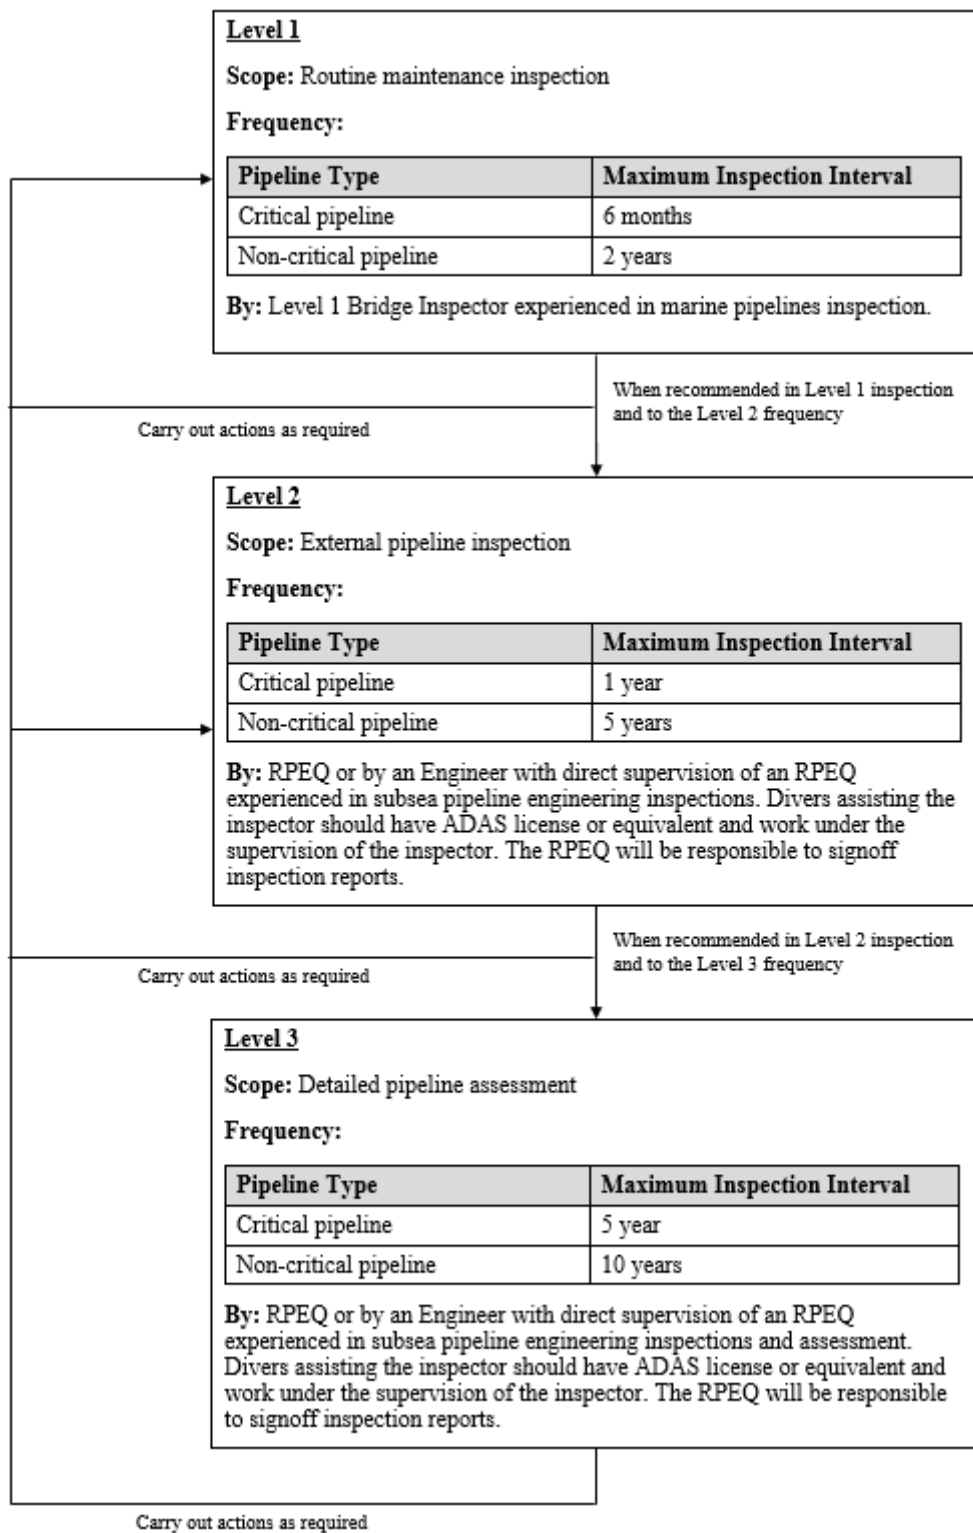 Level 1
Scope: Routine maintenance inspection
Frequency:
Pipeline Type Maximum Inspection Interval
Critical pipeline 6 months
Non-critical pipeline 2 years
By: Level 1 Bridge Inspector experienced in marine pipelines inspection.
When recommended in Level 1 inspection
and to the Level 2 frequency
Carry out actions as required
Level 2
Scope: External pipeline inspection
Frequency:
Pipeline Type Maximum Inspection Interval
Critical pipeline 1 year
Non-critical pipeline 5 years
By: RPEQ or by an Engineer with direct supervision of an RPEQ
experienced in subsea pipeline engineering inspections. Divers assisting the
inspector should have ADAS license or equivalent and work under the
supervision of the inspector. The RPEQ will be responsible to signoff
inspection reports.
When recommended in Level 2 inspection
and to the Level 3 frequency
Carry out actions as required
Level 3
Scope: Detailed pipeline assessment
Frequency:
Pipeline Type Maximum Inspection Interval
Critical pipeline 5 year
Non-critical pipeline 10 years
By: RPEQ or by an Engineer with direct supervision of an RPEQ
experienced in subsea pipeline engineering inspections and assessment.
Divers assisting the inspector should have ADAS license or equivalent and
work under the supervision of the inspector. The RPEQ will be responsible
to signoff inspection reports.
Carry out actions as required